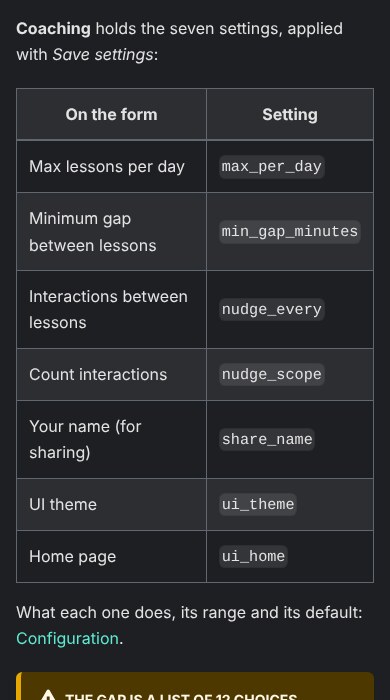 Coaching holds the seven settings, applied
with Save settings:
On the form Setting
Max lessons per day max_per_day
Minimum gap
between lessons min_gap_minutes
Interactions between
lessons nudge_every
Count interactions nudge_scope
Your name (for
sharing) share_name
UI theme ui_theme
Home page ui_home
What each one does, its range and its default:
Configuration.
THE GAP IS A LIST OF 12 CHOICES